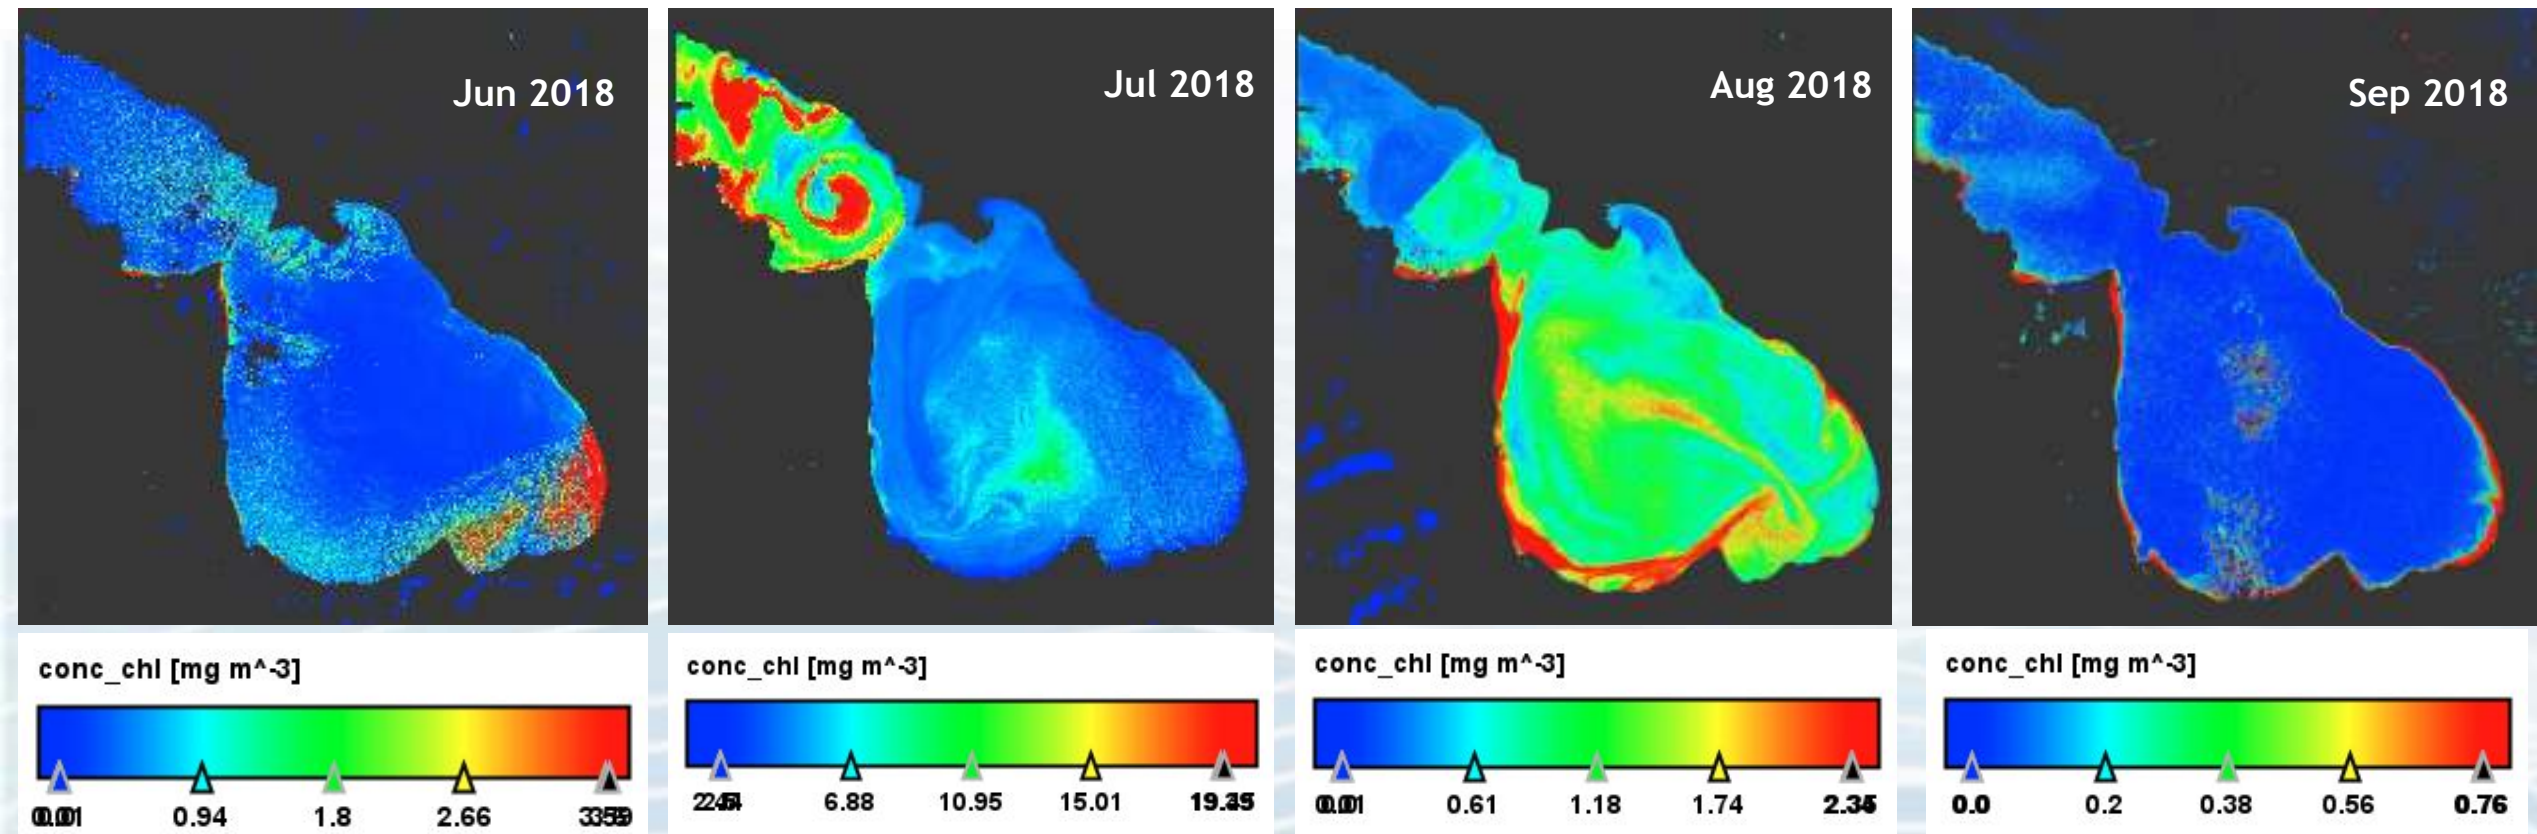 Jun 2018
Jul 2018
Aug 2018
Sep 2018
conc_chl [mg m^-3]
0.94 1.8 2.66
conc_chl [mg m^-3]
6.88 10.95 15.01
conc_chl [mg m^-3]
0.61 1.18 1.74
conc_chl [mg m^-3]
0.0 0.2 0.38 0.56 0.76